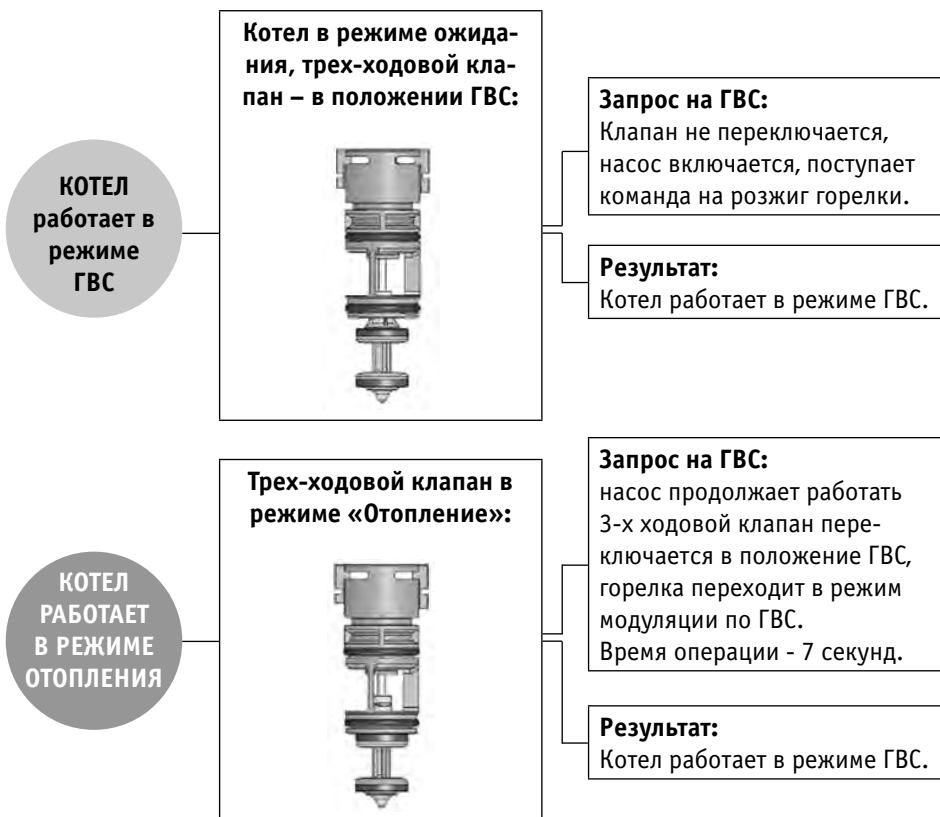 КОТЕЛ
работает в
режиме
ГВС
Котел в режиме ожида-
ния, трех-ходовой кла-
пан – в положении ГВС:
Запрос на ГВС:
Клапан не переключается,
насос включается, поступает
команда на розжиг горелки.
Результат:
Котел работает в режиме ГВС.
КОТЕЛ
РАБОТАЕТ
В РЕЖИМЕ
ОТОПЛЕНИЯ
Трех-ходовой клапан в
режиме «Отопление»:
Запрос на ГВС:
насос продолжает работать
3-х ходовой клапан пере-
ключается в положение ГВС,
горелка переходит в режим
модуляции по ГВС.
Время операции - 7 секунд.
Результат:
Котел работает в режиме ГВС.